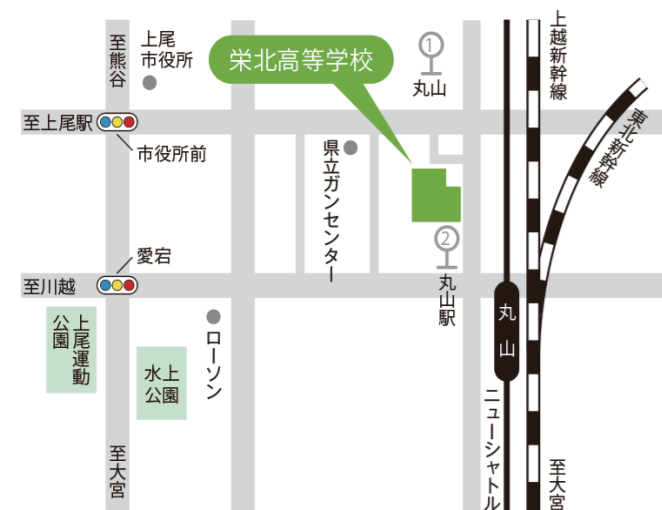 至熊谷
上尾
市役所
栄北高等学校
1
丸山
上越新幹線
東北新幹線
至上尾駅
市役所前
県立ガンセンター
愛宕
2
丸山駅
至川越
丸山
上尾運動
公園
水上
公園
ローソン
ニューシャトル
至大宮
至大宮